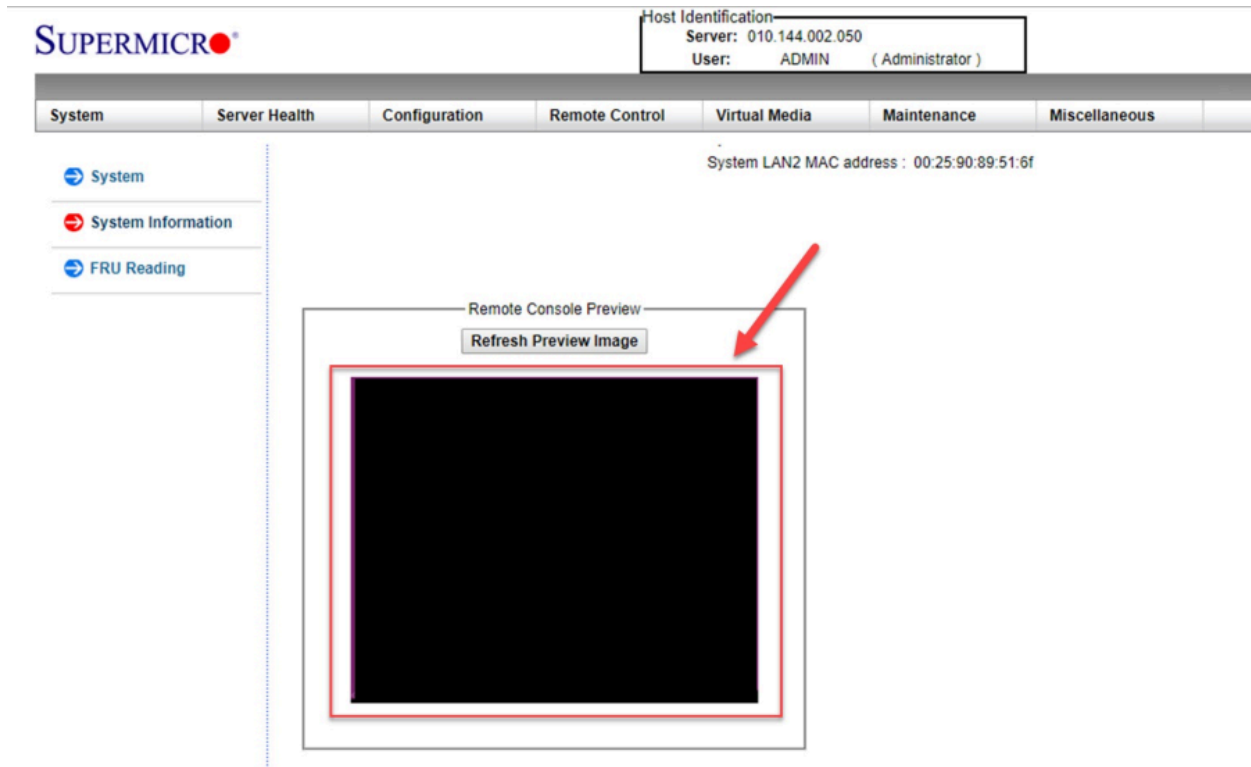 SUPERMICRO
Host Identification
Server: 010.144.002.050
User: ADMIN ( Administrator )
System Server Health Configuration Remote Control Virtual Media Maintenance Miscellaneous
System LAN2 MAC address : 00:25:90:89:51:6f
System
System Information
FRU Reading
Remote Console Preview
Refresh Preview Image